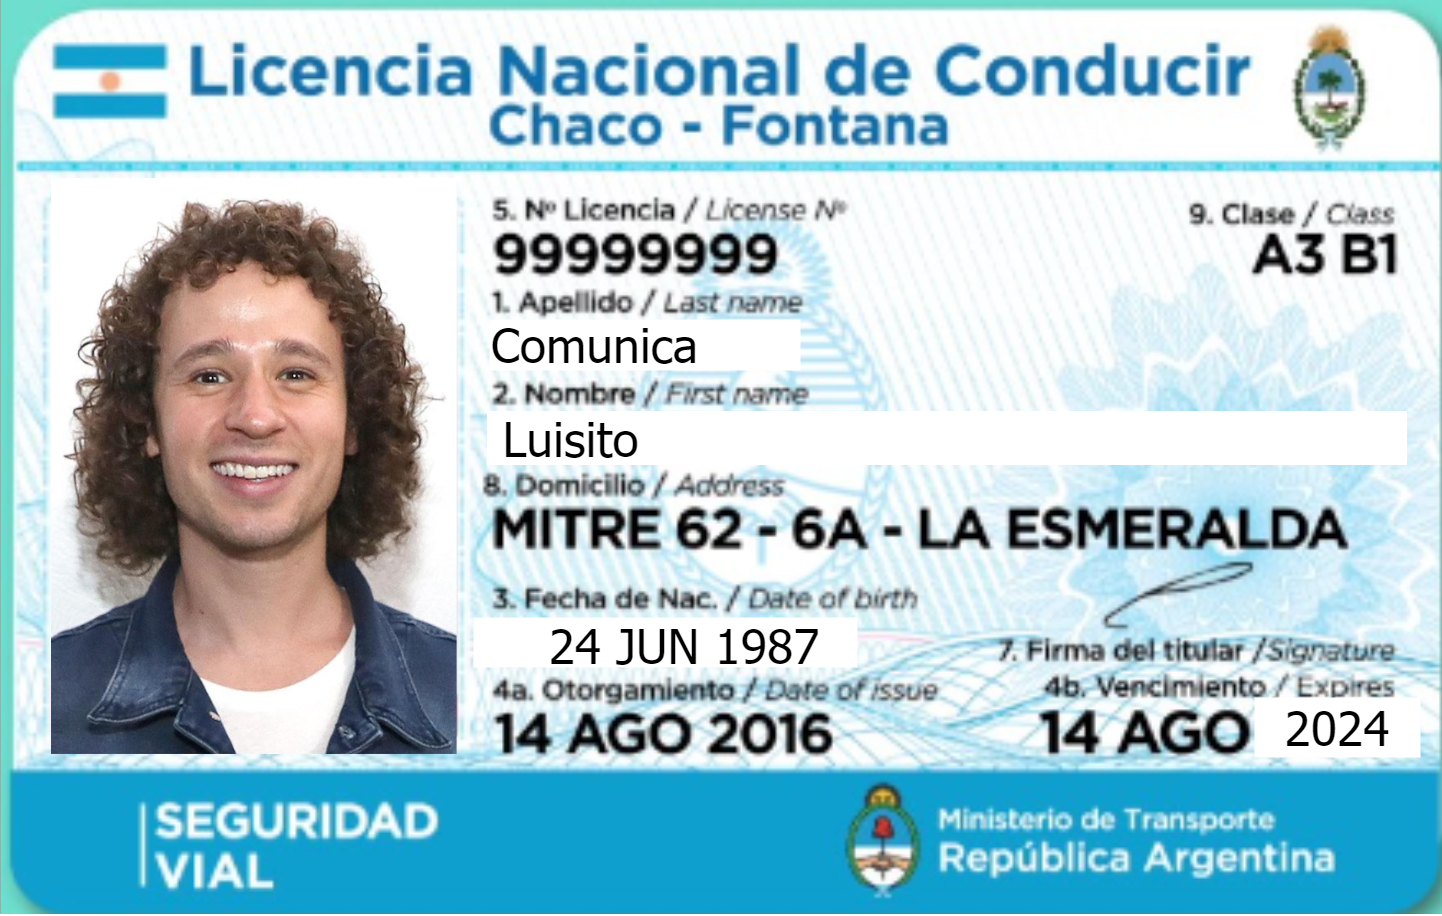 Licencia Nacional de Conducir
Chaco - Fontana
5. Nº Licencia / License Nº
9. Clase / Class
99999999
A3 B1
1. Apellido / Last name
Comunica
2. Nombre / First name
Luisito
8. Domicilio / Address
MITRE 62 - 6A - LA ESMERALDA
3. Fecha de Nac. / Date of birth
24 JUN 1987
7. Firma del titular /Signature
4a. Otorgamiento / Date of issue
4b. Vencimiento / Expires
14 AGO 2016
14 AGO 2024
SEGURIDAD
VIAL
Ministerio de Transporte
República Argentina